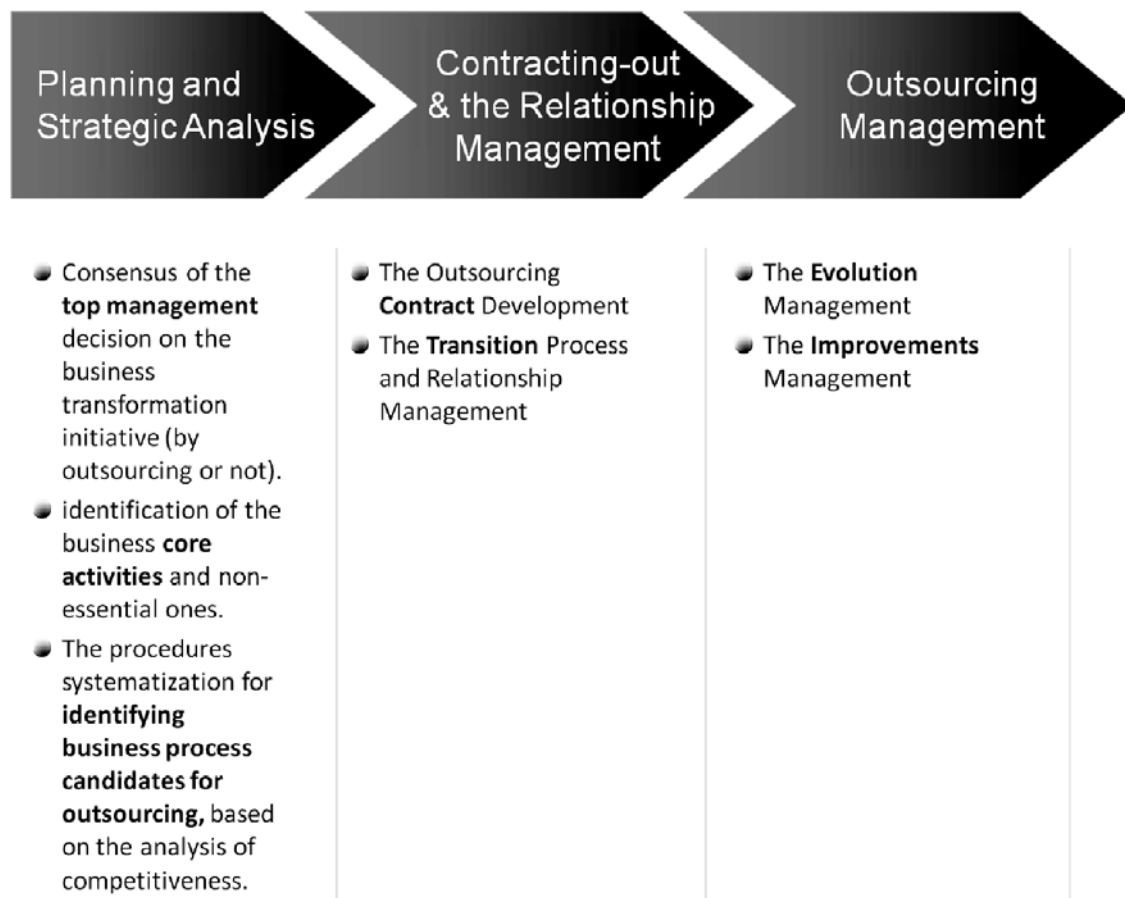 Planning and
Strategic Analysis
Contracting-out
& the Relationship
Management
Outsourcing
Management
Consensus of the
top management
decision on the
business
transformation
initiative (by
outsourcing or not).
identification of the
business core
activities and non-
essential ones.
The procedures
systematization for
identifying
business process
candidates for
outsourcing, based
on the analysis of
competitiveness.
The Outsourcing
Contract Development
The Transition Process
and Relationship
Management
The Evolution
Management
The Improvements
Management